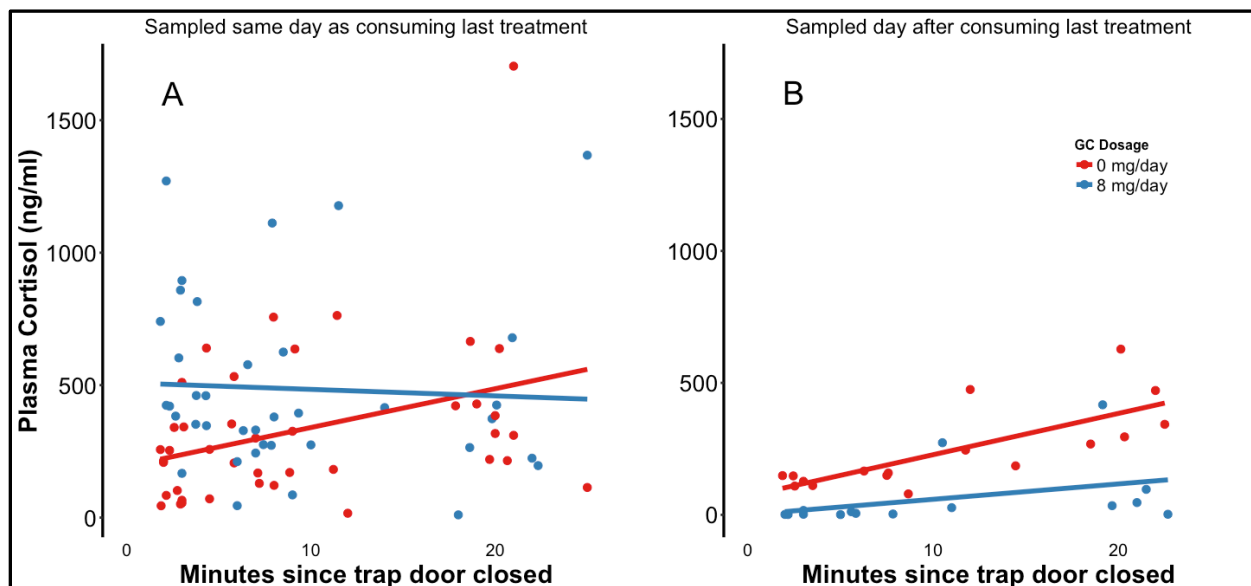 Sampled same day as consuming last treatment
A
1500
1000
500
0
0
10
20
Plasma Cortisol (ng/ml)
Minutes since trap door closed
Sampled day after consuming last treatment
B
1500
1000
500
0
0
10
20
GC Dosage
0 mg/day
8 mg/day
Minutes since trap door closed